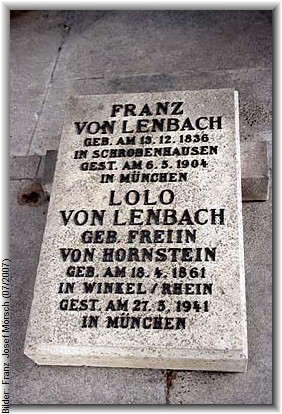 FRANZ
VON LENBACH
GEB. AM 13. 12. 1836
IN SCHROBENHAUSEN
GEST. AM 6. 5. 1904
IN MÜNCHEN
LOLO
VON LENBACH
GEB. FREIIN
VON HORNSTEIN
GEB. AM 18. 4. 1861
IN WINKEL / RHEIN
GEST. AM 27. 5. 1941
IN MÜNCHEN
Bilder: Franz Josef Morsch (07/2007)